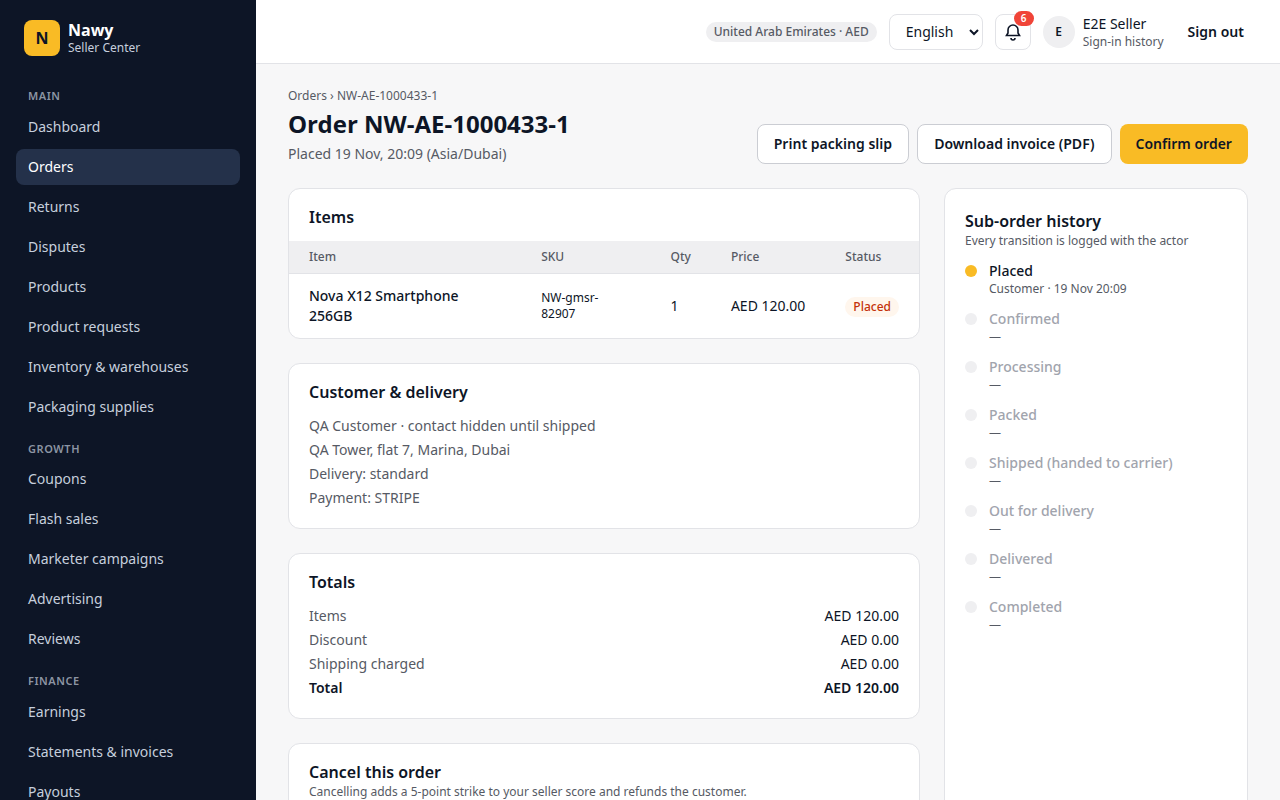 N
Nawy
Seller Center
MAIN
Dashboard
Orders
Returns
Disputes
Products
Product requests
Inventory & warehouses
Packaging supplies
GROWTH
Coupons
Flash sales
Marketer campaigns
Advertising
Reviews
FINANCE
Earnings
Statements & invoices
Payouts
United Arab Emirates · AED
English
6
E
E2E Seller
Sign-in history
Sign out
Orders › NW-AE-1000433-1
Order NW-AE-1000433-1
Placed 19 Nov, 20:09 (Asia/Dubai)
Print packing slip
Download invoice (PDF)
Confirm order
Items
Item SKU Qty Price Status
Nova X12 Smartphone 256GB
NW-gmsr-82907
1
AED 120.00
Placed
Customer & delivery
QA Customer · contact hidden until shipped
QA Tower, flat 7, Marina, Dubai
Delivery: standard
Payment: STRIPE
Totals
Items AED 120.00
Discount AED 0.00
Shipping charged AED 0.00
Total AED 120.00
Cancel this order
Cancelling adds a 5-point strike to your seller score and refunds the customer.
Sub-order history
Every transition is logged with the actor
Placed
Customer · 19 Nov 20:09
Confirmed
—
Processing
—
Packed
—
Shipped (handed to carrier)
—
Out for delivery
—
Delivered
—
Completed
—